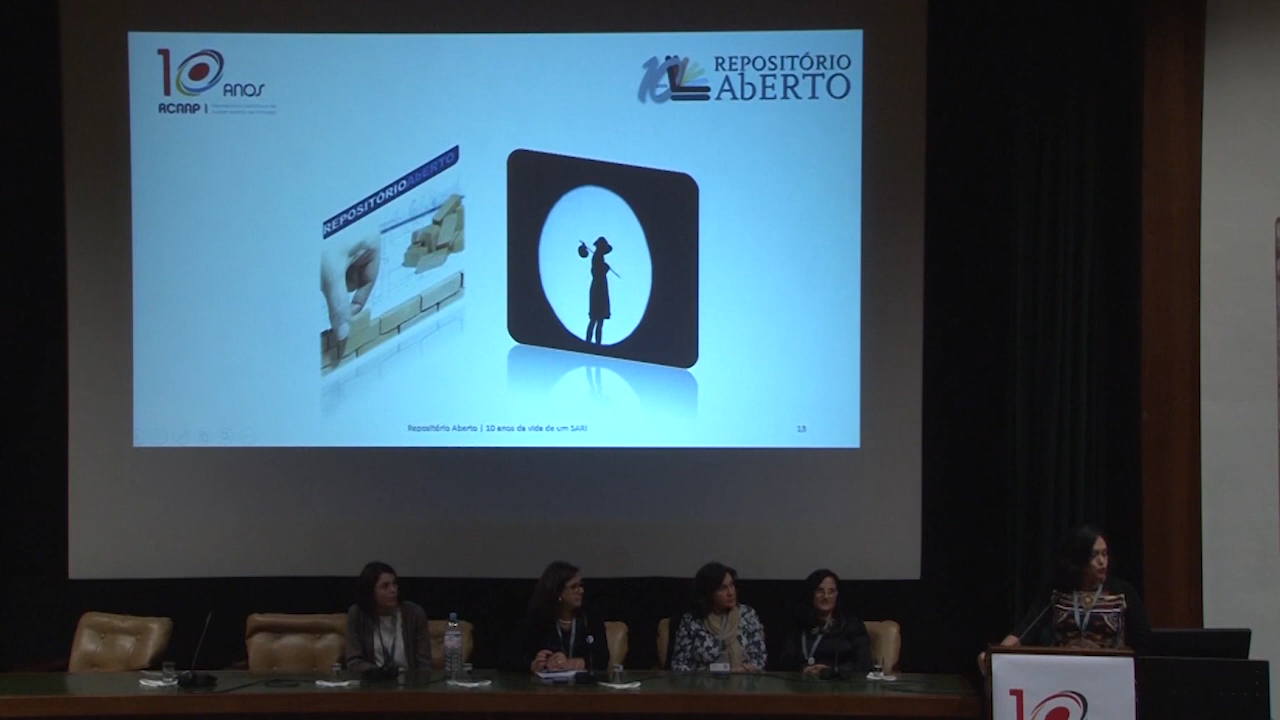 10
ANOS
RCAAP
REPOSITÓRIO
AbERTO
REPOSITÓRIOAbERTO
Repositório Aberto | 10 anos de vida de um SARI
13
10